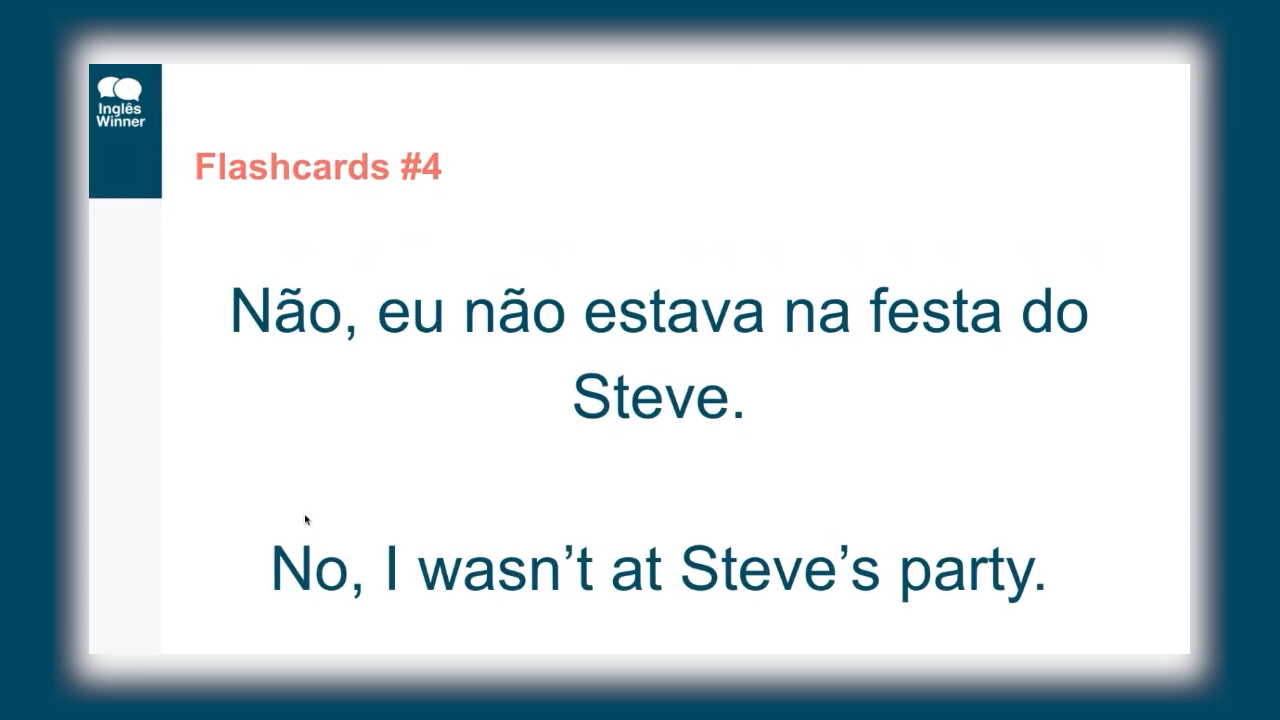 Inglês
Winner
Flashcards #4
Não, eu não estava na festa do
Steve.
No, I wasn’t at Steve’s party.